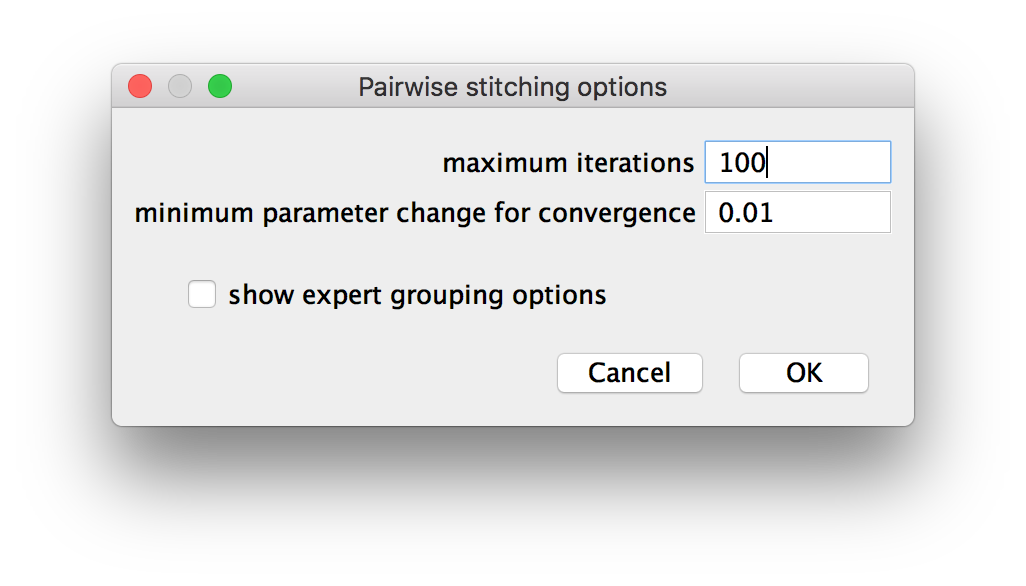 Pairwise stitching options
maximum iterations 100
minimum parameter change for convergence 0.01
show expert grouping options
Cancel OK